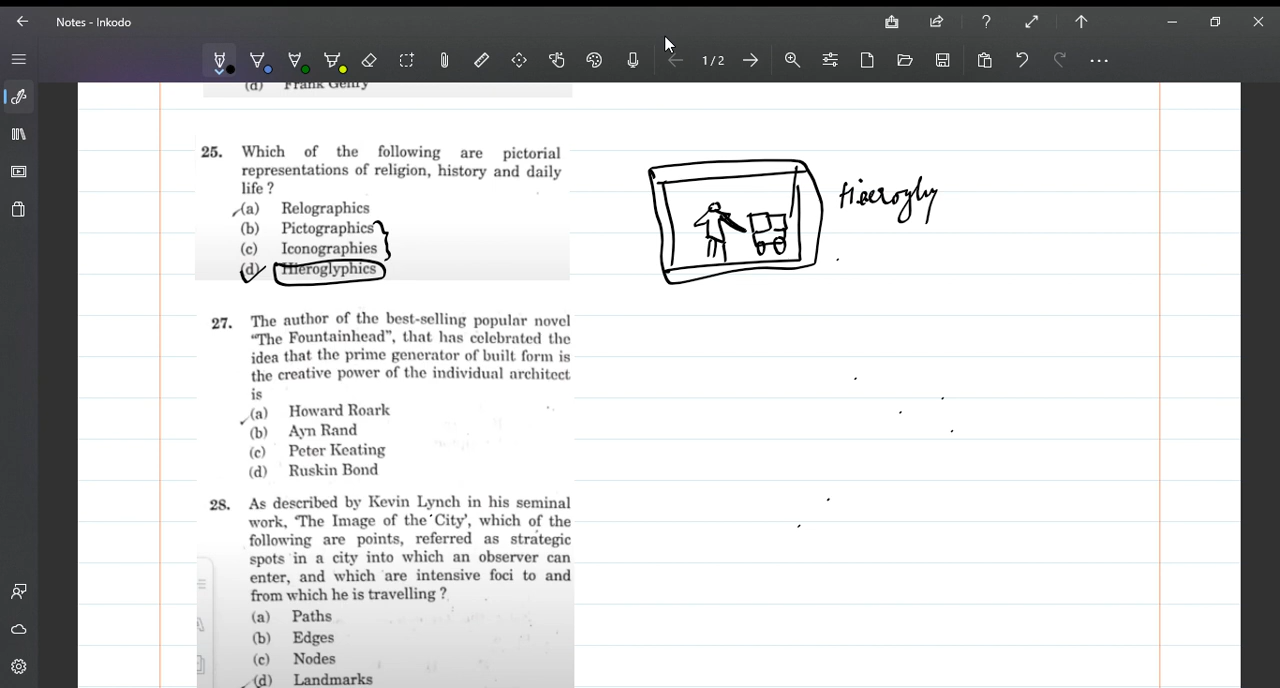 Notes - Inkodo
1/2
(d) Frank Gehry
25. Which of the following are pictorial
representations of religion, history and daily
life ?
(a) Relographics
(b) Pictographics
(c) Iconographies
(d) Hieroglyphics
Hieerogly
27. The author of the best-selling popular novel
"The Fountainhead", that has celebrated the
idea that the prime generator of built form is
the creative power of the individual architect
is
(a) Howard Roark
(b) Ayn Rand
(c) Peter Keating
(d) Ruskin Bond
28. As described by Kevin Lynch in his seminal
work, 'The Image of the City', which of the
following are points, referred as strategic
spots in a city into which an observer can
enter, and which are intensive foci to and
from which he is travelling ?
(a) Paths
(b) Edges
(c) Nodes
(d) Landmarks